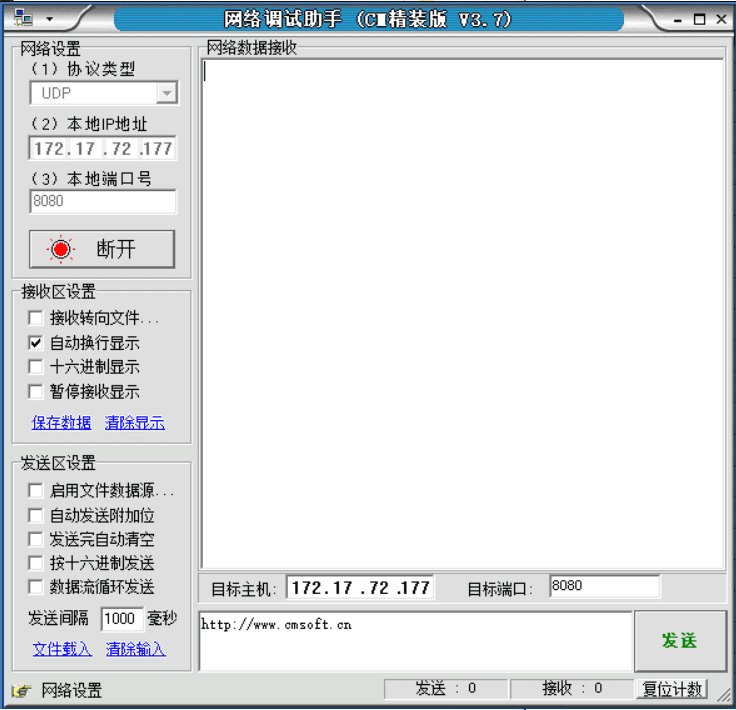 网络调试助手 (CM精装版 V3.7)
网络设置
(1) 协议类型
UDP
(2) 本地IP地址
172.17 .72 .177
(3) 本地端口号
8080
断开
接收区设置
接收转向文件...
自动换行显示
十六进制显示
暂停接收显示
保存数据 清除显示
发送区设置
启用文件数据源...
自动发送附加位
发送完自动清空
按十六进制发送
数据流循环发送
发送间隔 1000 毫秒
文件载入 清除输入
网络数据接收
目标主机: 172.17 .72 .177 目标端口: 8080
http://www.cmsoft.cn
发送
网络设置
发送 : 0 接收 : 0 复位计数